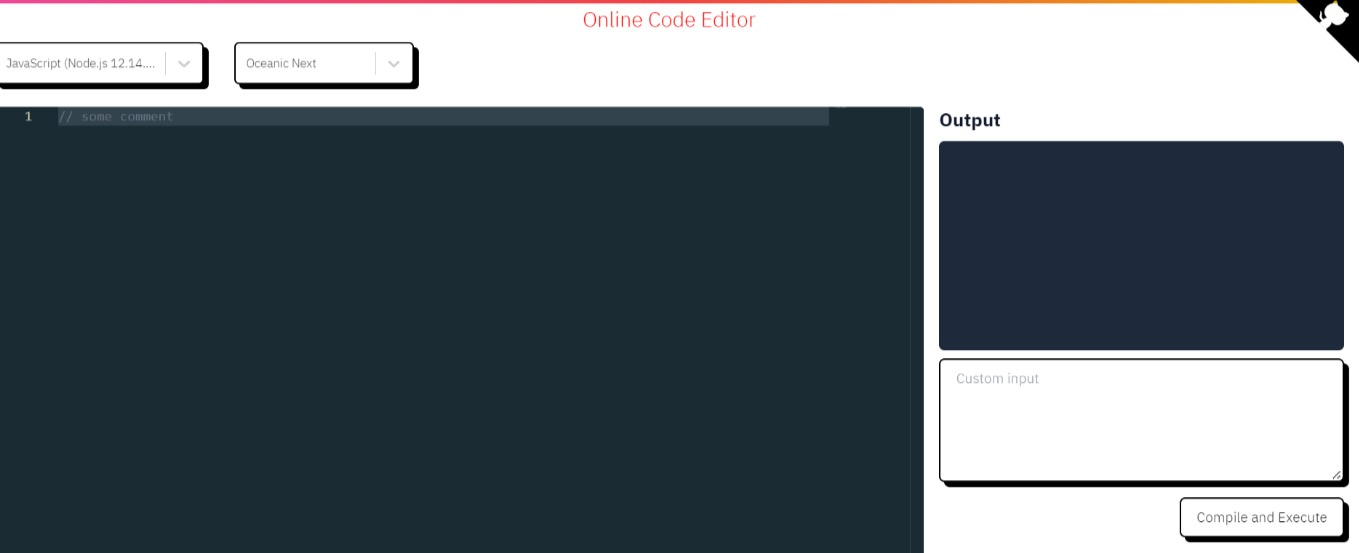 Online Code Editor
JavaScript (Node.js 12.14....
Oceanic Next
1 // some comment
Output
Custom input
Compile and Execute